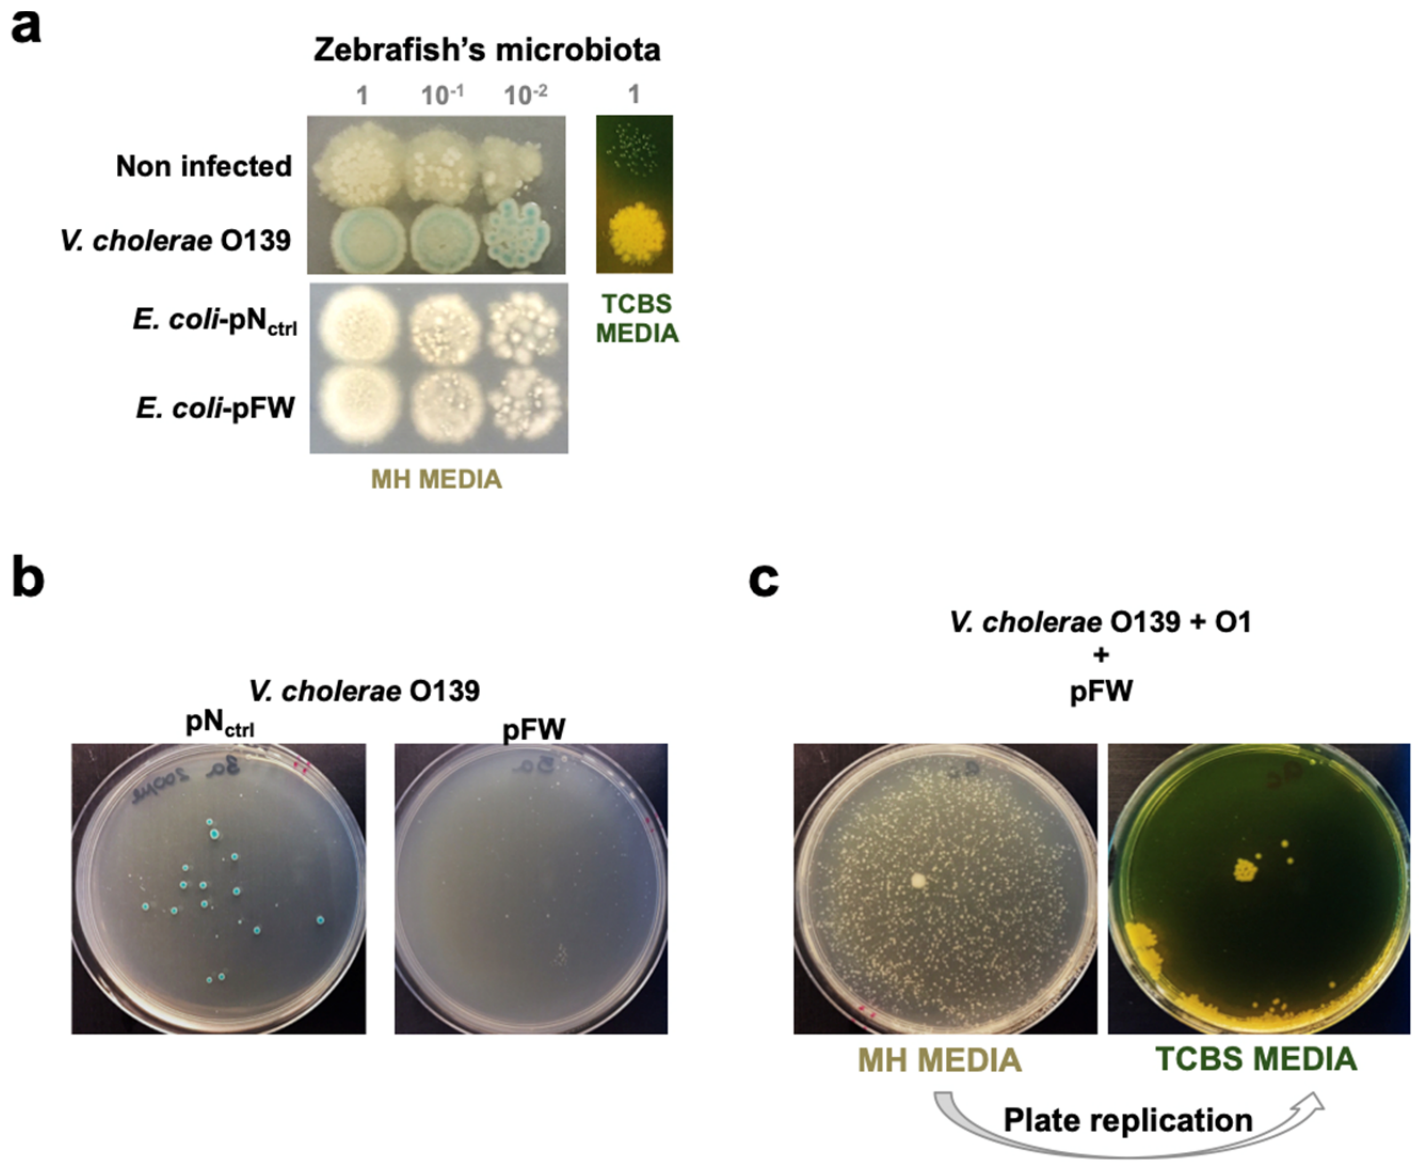 a
Zebrafish's microbiota
1 10-1 10-2 1
Non infected
V. cholerae O139
E. coli-pNctrl
E. coli-pFW
TCBS
MEDIA
MH MEDIA
b
V. cholerae O139
pNctrl pFW
c
V. cholerae O139 + O1
+
pFW
MH MEDIA TCBS MEDIA
Plate replication